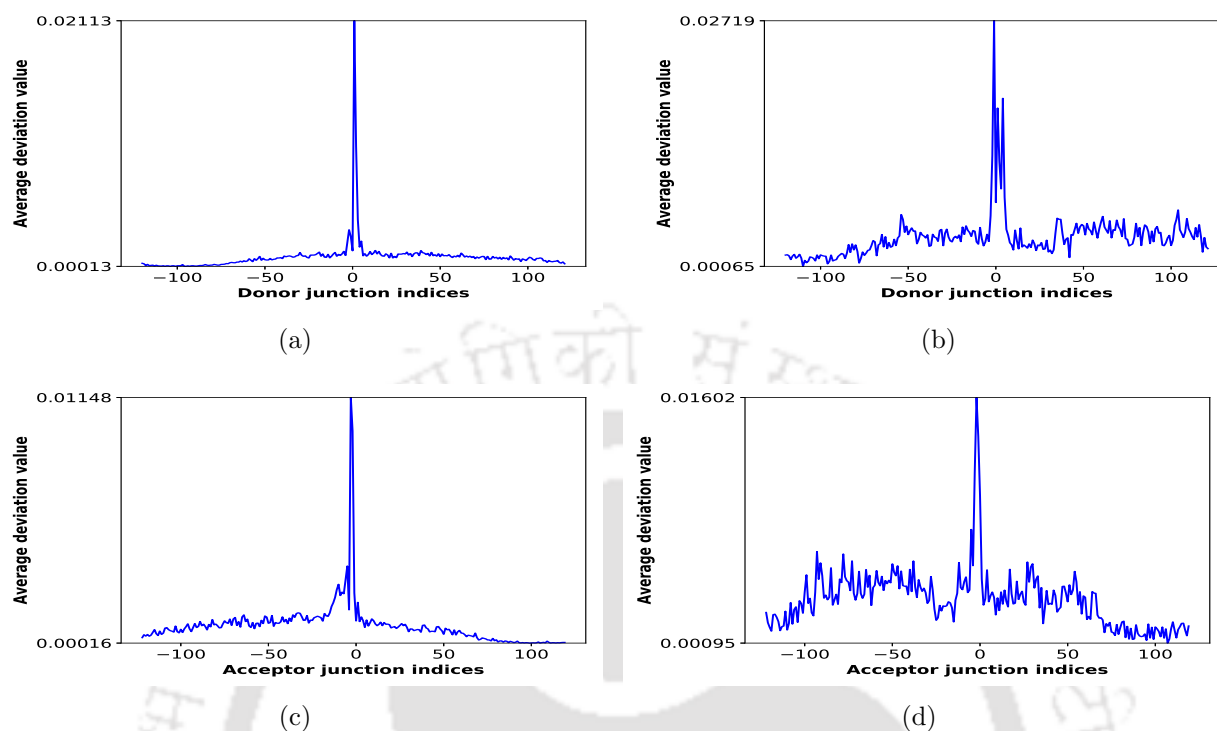 0.02113
Average deviation value
0.00013
−100 −50 0 50 100
Donor junction indices
(a)
0.02719
Average deviation value
0.00065
−100 −50 0 50 100
Donor junction indices
(b)
0.01148
Average deviation value
0.00016
−100 −50 0 50 100
Acceptor junction indices
(c)
0.01602
Average deviation value
0.00095
−100 −50 0 50 100
Acceptor junction indices
(d)